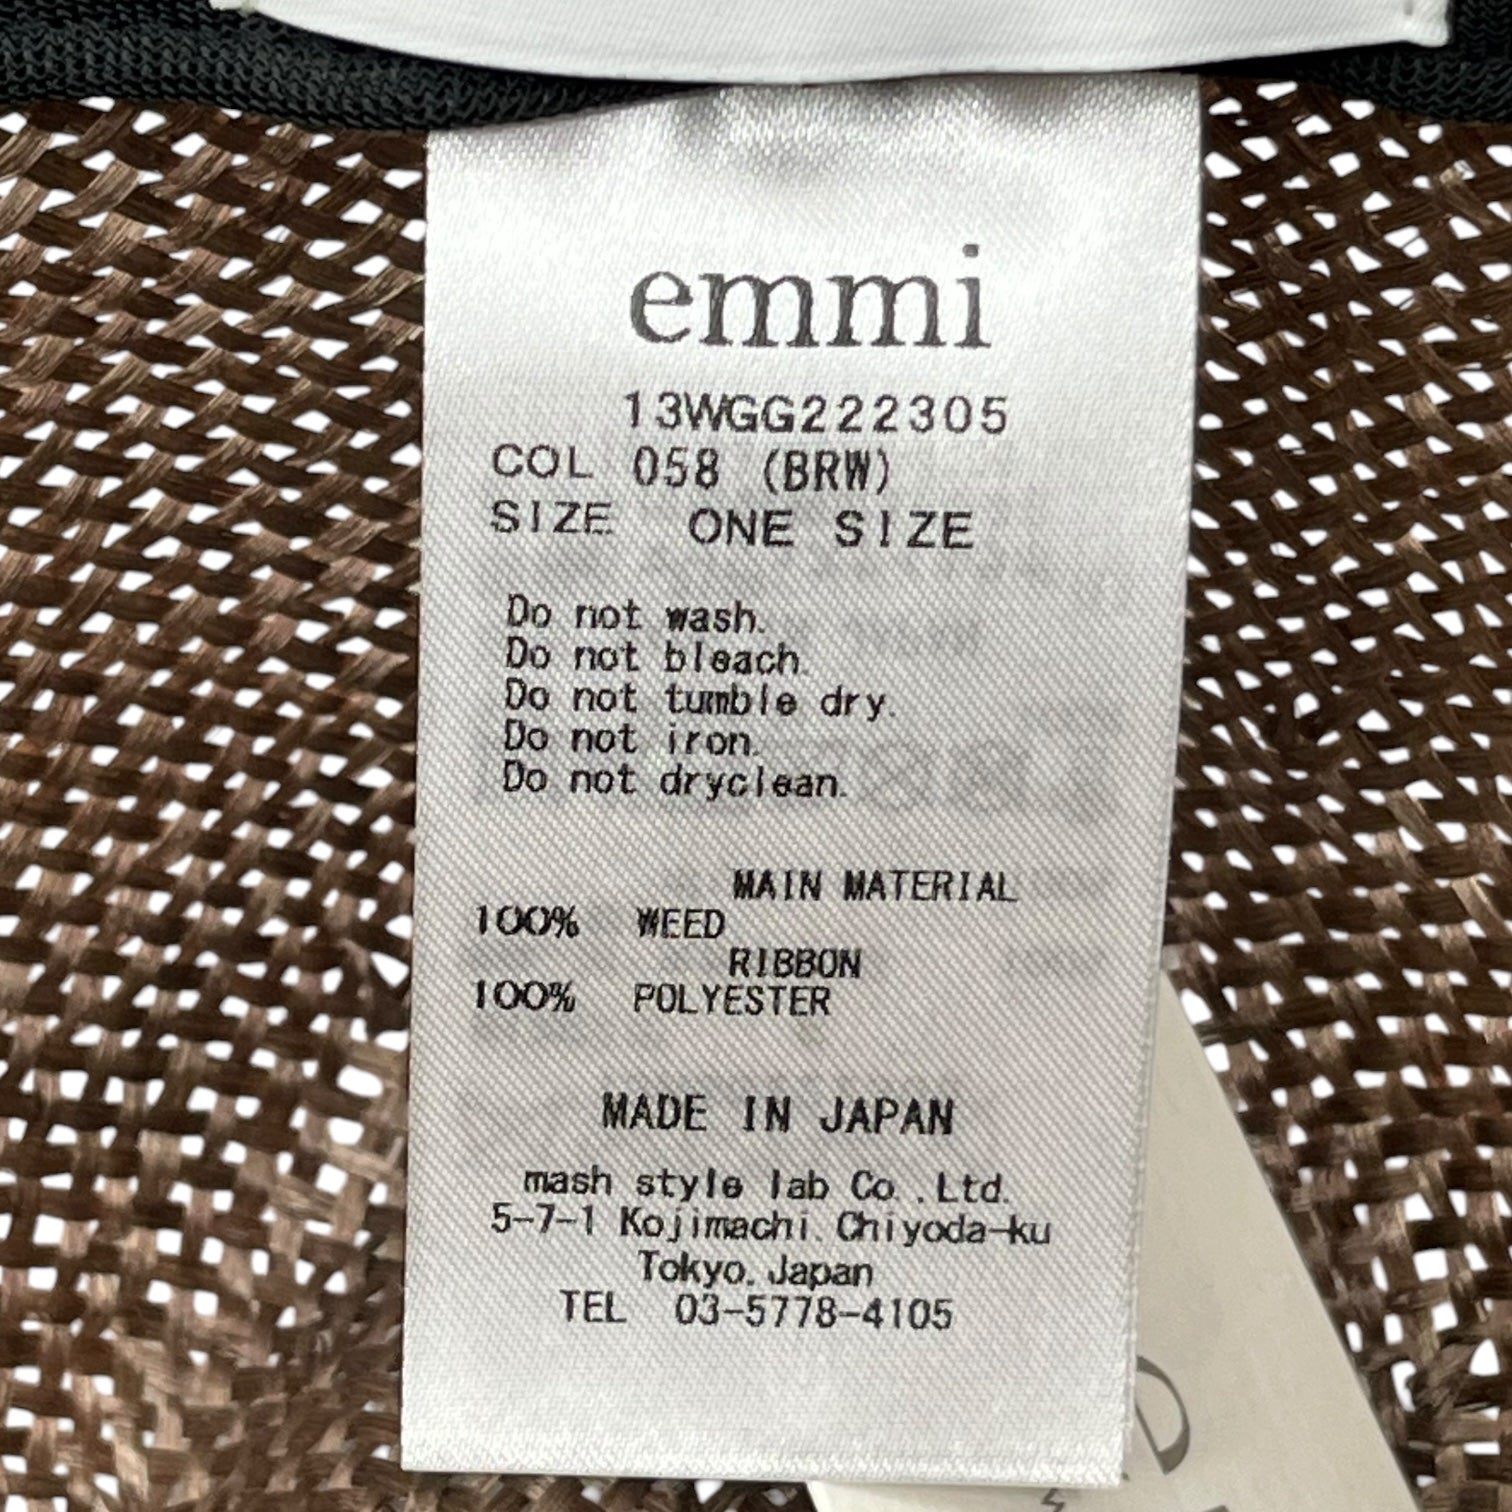 emmi
13WGG222305
COL 058 (BRW)
SIZE ONE SIZE
Do not wash.
Do not bleach.
Do not tumble dry.
Do not iron.
Do not dryclean.
MAIN MATERIAL
100% WEED
RIBBON
100% POLYESTER
MADE IN JAPAN
mash style lab Co.,Ltd.
5-7-1 Kojimachi, Chiyoda-ku
Tokyo, Japan
TEL 03-5778-4105